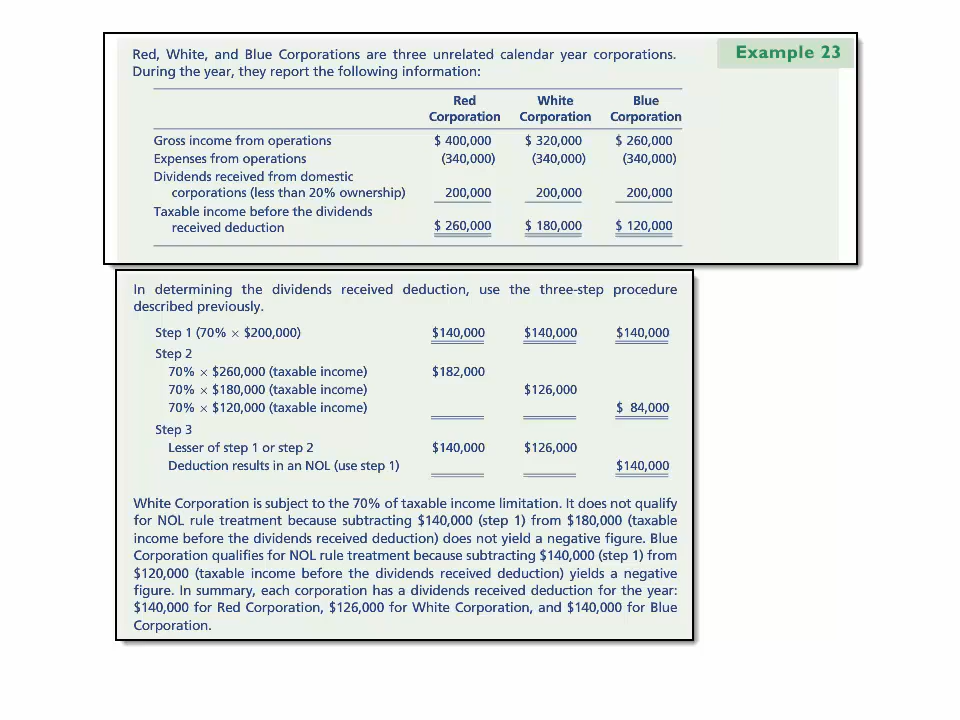 Example 23
Red, White, and Blue Corporations are three unrelated calendar year corporations.
During the year, they report the following information:
Red Corporation White Corporation Blue Corporation
Gross income from operations $ 400,000 $ 320,000 $ 260,000
Expenses from operations (340,000) (340,000) (340,000)
Dividends received from domestic
corporations (less than 20% ownership) 200,000 200,000 200,000
Taxable income before the dividends
received deduction $ 260,000 $ 180,000 $ 120,000
In determining the dividends received deduction, use the three-step procedure
described previously.
Step 1 (70% × $200,000) $140,000 $140,000 $140,000
Step 2
70% × $260,000 (taxable income) $182,000
70% × $180,000 (taxable income) $126,000
70% × $120,000 (taxable income) $ 84,000
Step 3
Lesser of step 1 or step 2 $140,000 $126,000
Deduction results in an NOL (use step 1) $140,000
White Corporation is subject to the 70% of taxable income limitation. It does not qualify
for NOL rule treatment because subtracting $140,000 (step 1) from $180,000 (taxable
income before the dividends received deduction) does not yield a negative figure. Blue
Corporation qualifies for NOL rule treatment because subtracting $140,000 (step 1) from
$120,000 (taxable income before the dividends received deduction) yields a negative
figure. In summary, each corporation has a dividends received deduction for the year:
$140,000 for Red Corporation, $126,000 for White Corporation, and $140,000 for Blue
Corporation.